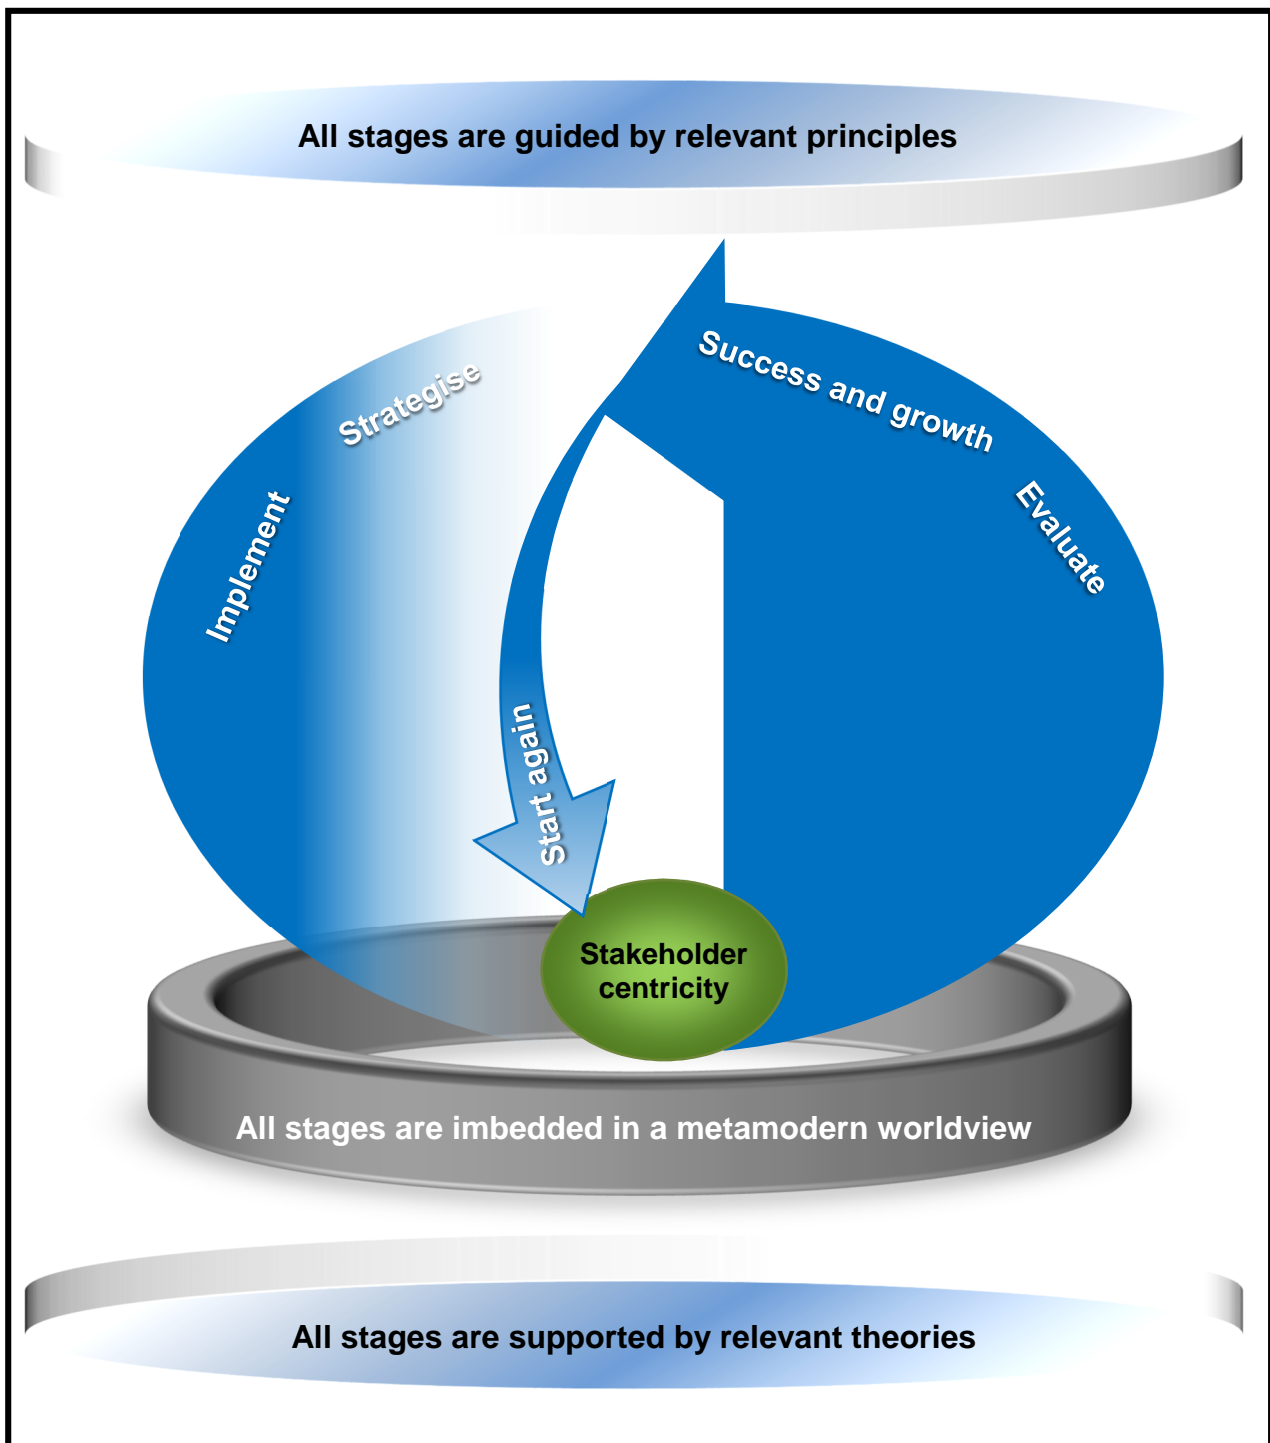 All stages are guided by relevant principles
Strategise
Success and growth
Implement
Evaluate
Start again
Stakeholder
centricity
All stages are imbedded in a metamodern worldview
All stages are supported by relevant theories